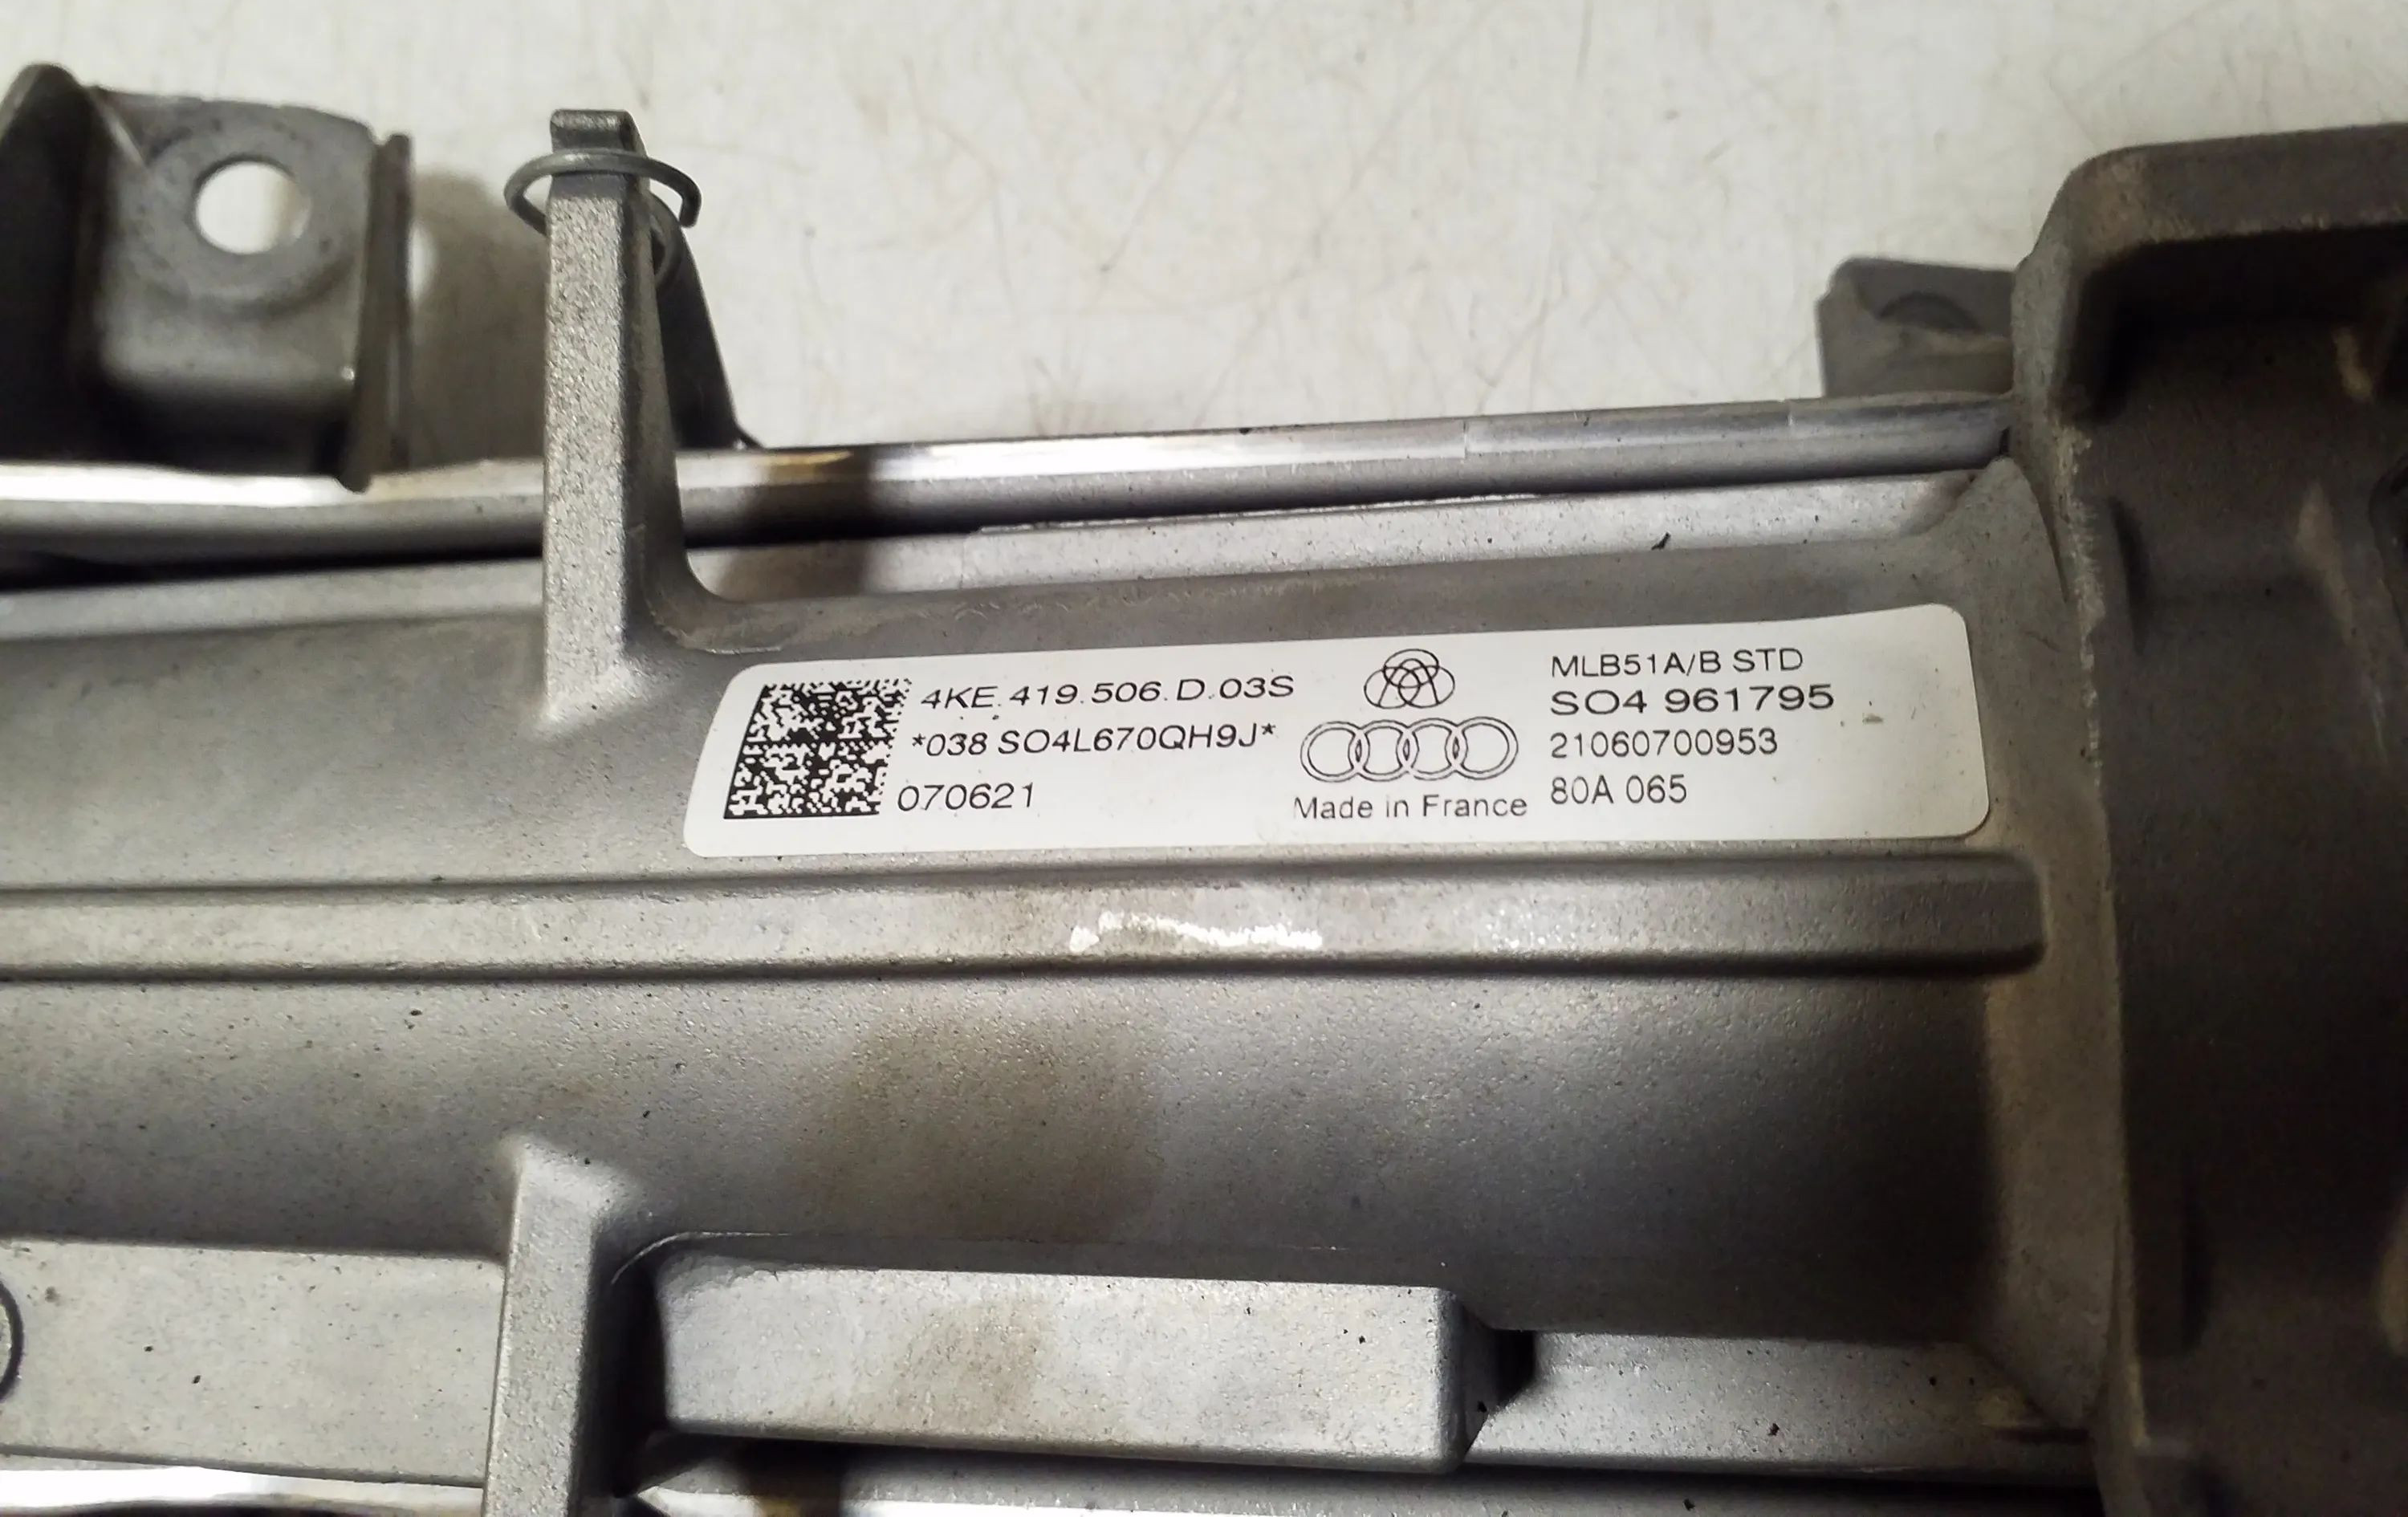 4KE.419.506.D.03S
*038 SO4L670QH9J*
070621
Made in France
MLB51A/B STD
SO4 961795
21060700953
80A 065